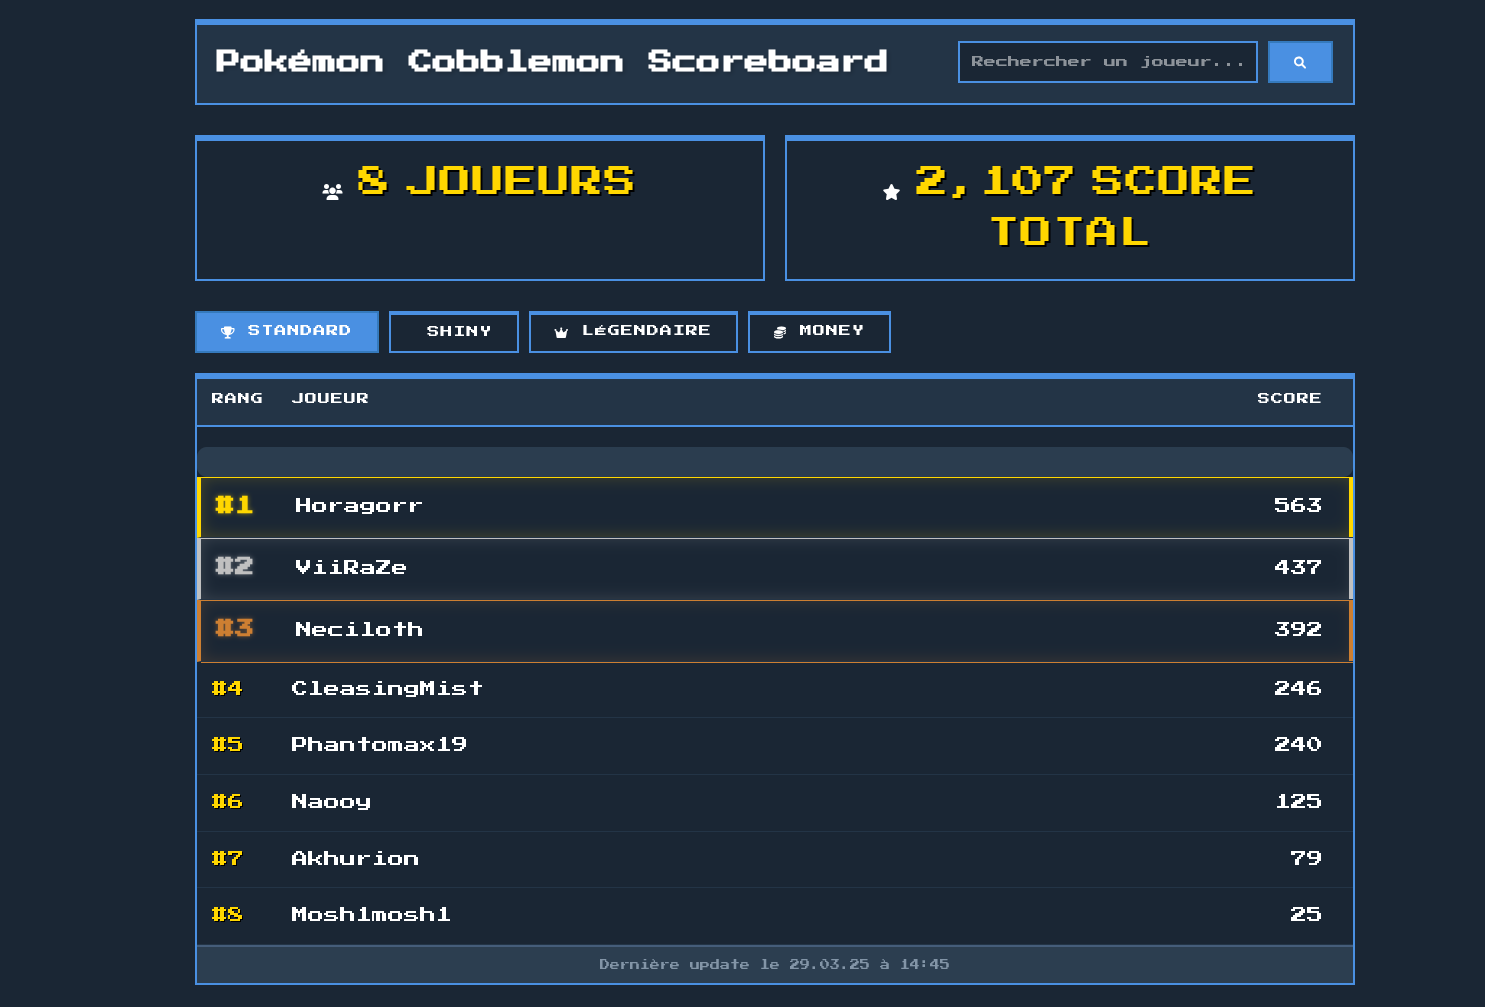 Pokémon Cobblemon Scoreboard
Rechercher un joueur...
8 JOUEURS
2,107 SCORE
TOTAL
STANDARD
SHINY
LéGENDAIRE
MONEY
RANG JOUEUR SCORE
#1 Horagorr 563
#2 ViiRaZe 437
#3 Neciloth 392
#4 CleasingMist 246
#5 Phantomax19 240
#6 Naooy 125
#7 Akhurion 79
#8 Mosh1mosh1 25
Dernière update le 29.03.25 à 14:45